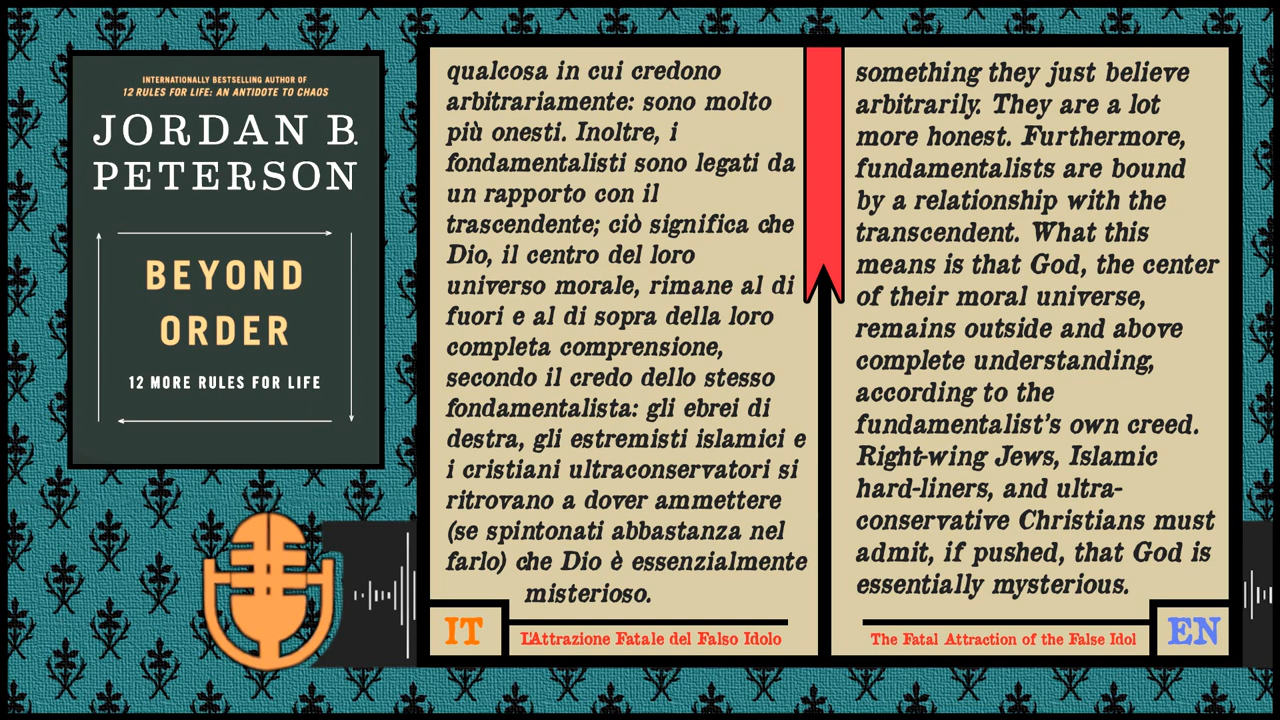 INTERNATIONALLY BESTSELLING AUTHOR OF
12 RULES FOR LIFE: AN ANTIDOTE TO CHAOS
JORDAN B.
PETERSON
BEYOND
ORDER
12 MORE RULES FOR LIFE
qualcosa in cui credono
arbitrariamente: sono molto
più onesti. Inoltre, i
fondamentalisti sono legati da
un rapporto con il
trascendente; ciò significa che
Dio, il centro del loro
universo morale, rimane al di
fuori e al di sopra della loro
completa comprensione,
secondo il credo dello stesso
fondamentalista: gli ebrei di
destra, gli estremisti islamici e
i cristiani ultraconservatori si
ritrovano a dover ammettere
(se spintonati abbastanza nel
farlo) che Dio è essenzialmente
misterioso.
IT
L'Attrazione Fatale del Falso Idolo
something they just believe
arbitrarily. They are a lot
more honest. Furthermore,
fundamentalists are bound
by a relationship with the
transcendent. What this
means is that God, the center
of their moral universe,
remains outside and above
complete understanding,
according to the
fundamentalist's own creed.
Right-wing Jews, Islamic
hard-liners, and ultra-
conservative Christians must
admit, if pushed, that God is
essentially mysterious.
The Fatal Attraction of the False Idol
EN